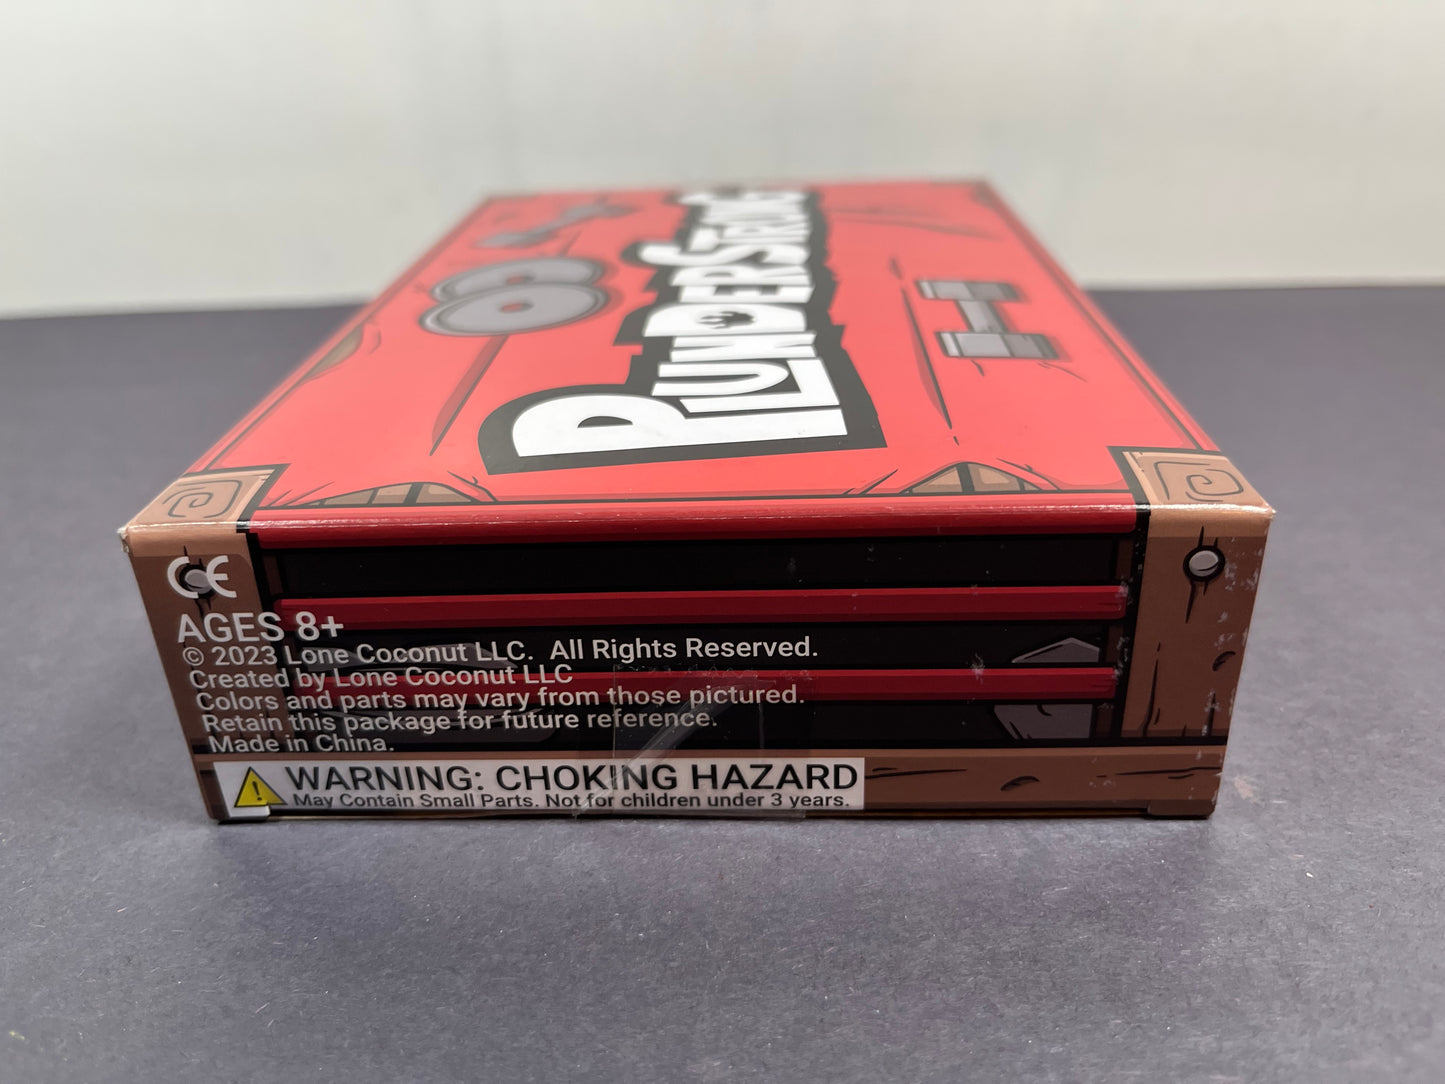 PLUNDERSTRUNG
CE
AGES 8+
© 2023 Lone Coconut LLC. All Rights Reserved.
Created by Lone Coconut LLC
Colors and parts may vary from those pictured.
Retain this package for future reference.
Made in China.
WARNING: CHOKING HAZARD
May Contain Small Parts. Not for children under 3 years.